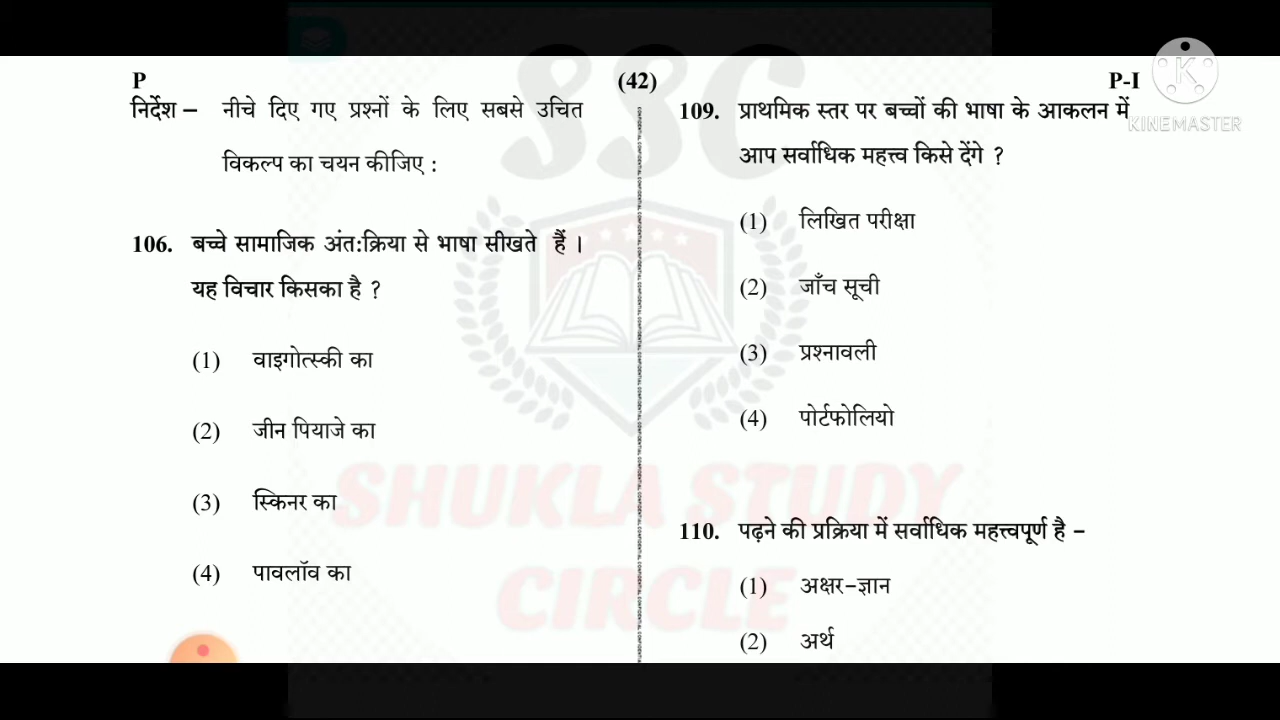 P
(42)
P-I
निर्देश – नीचे दिए गए प्रश्नों के लिए सबसे उचित
विकल्प का चयन कीजिए :
106. बच्चे सामाजिक अंत:क्रिया से भाषा सीखते हैं ।
यह विचार किसका है ?
(1) वाइगोत्स्की का
(2) जीन पियाजे का
(3) स्किनर का
(4) पावलॉव का
109. प्राथमिक स्तर पर बच्चों की भाषा के आकलन में
आप सर्वाधिक महत्त्व किसे देंगे ?
(1) लिखित परीक्षा
(2) जाँच सूची
(3) प्रश्नावली
(4) पोर्टफोलियो
110. पढ़ने की प्रक्रिया में सर्वाधिक महत्त्वपूर्ण है –
(1) अक्षर-ज्ञान
(2) अर्थ
SSC
SHUKLA STUDY
CIRCLE
K
KINEMASTER